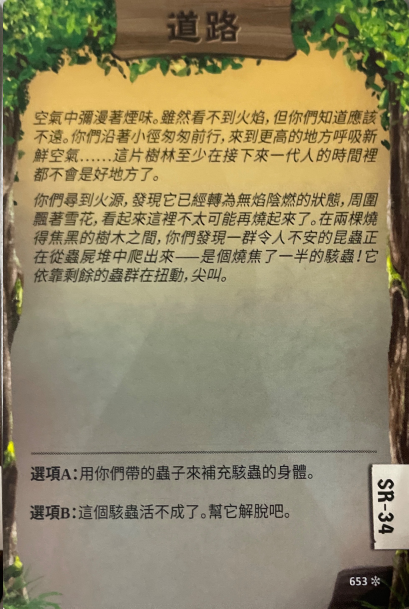 道路
空氣中彌漫著煙味。雖然看不到火焰，但你們知道應該
不遠。你們沿著小徑匆匆前行，來到更高的地方呼吸新
鮮空氣……這片樹林至少在接下來一代人的時間裡
都不會是好地方了。
你們尋到火源，發現它已經轉為無焰陰燃的狀態，周圍
飄著雪花，看起來這裡不太可能再燒起來了。在兩棵燒
得焦黑的樹木之間，你們發現一群令人不安的昆蟲正
在從蟲屍堆中爬出來——是個燒焦了一半的駭蟲！它
依靠剩餘的蟲群在扭動，尖叫。
選項A：用你們帶的蟲子來補充駭蟲的身體。
選項B：這個駭蟲活不成了。幫它解脫吧。
SR-34
653